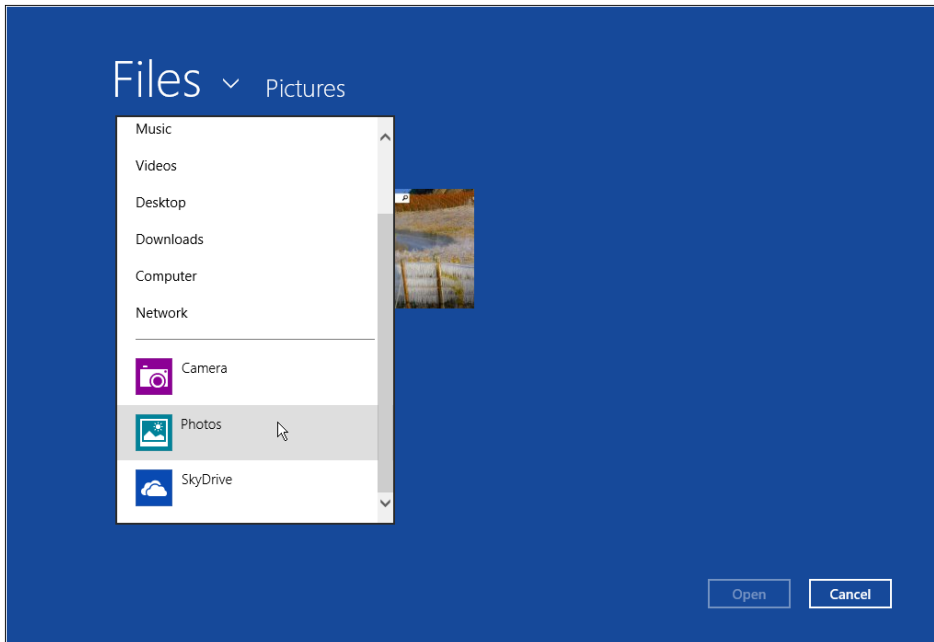 Files Pictures
Music
Videos
Desktop
Downloads
Computer
Network
Camera
Photos
SkyDrive
Open Cancel